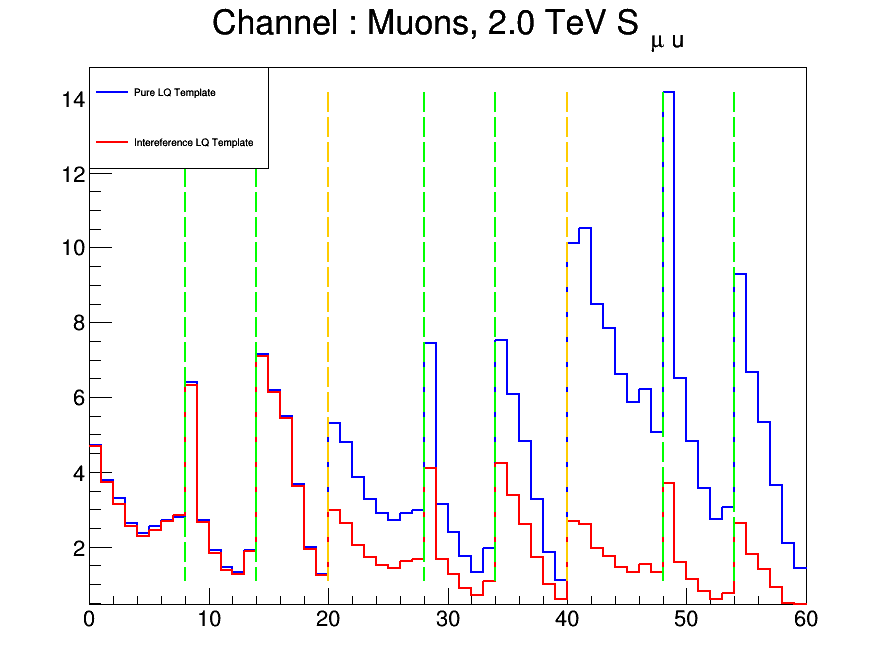 Channel : Muons, 2.0 TeV S μ u
Pure LQ Template
Intereference LQ Template
14
12
10
8
6
4
2
0 10 20 30 40 50 60